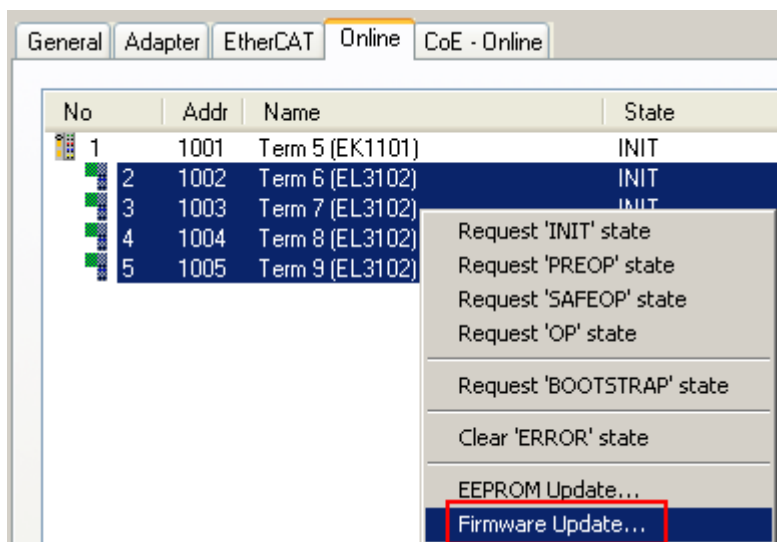 General Adapter EtherCAT Online CoE - Online
No Addr Name State
1 1001 Term 5 (EK1101) INIT
2 1002 Term 6 (EL3102) INIT
3 1003 Term 7 (EL3102) INIT
4 1004 Term 8 (EL3102)
5 1005 Term 9 (EL3102)
Request 'INIT' state
Request 'PREOP' state
Request 'SAFEOP' state
Request 'OP' state
Request 'BOOTSTRAP' state
Clear 'ERROR' state
EEPROM Update...
Firmware Update...